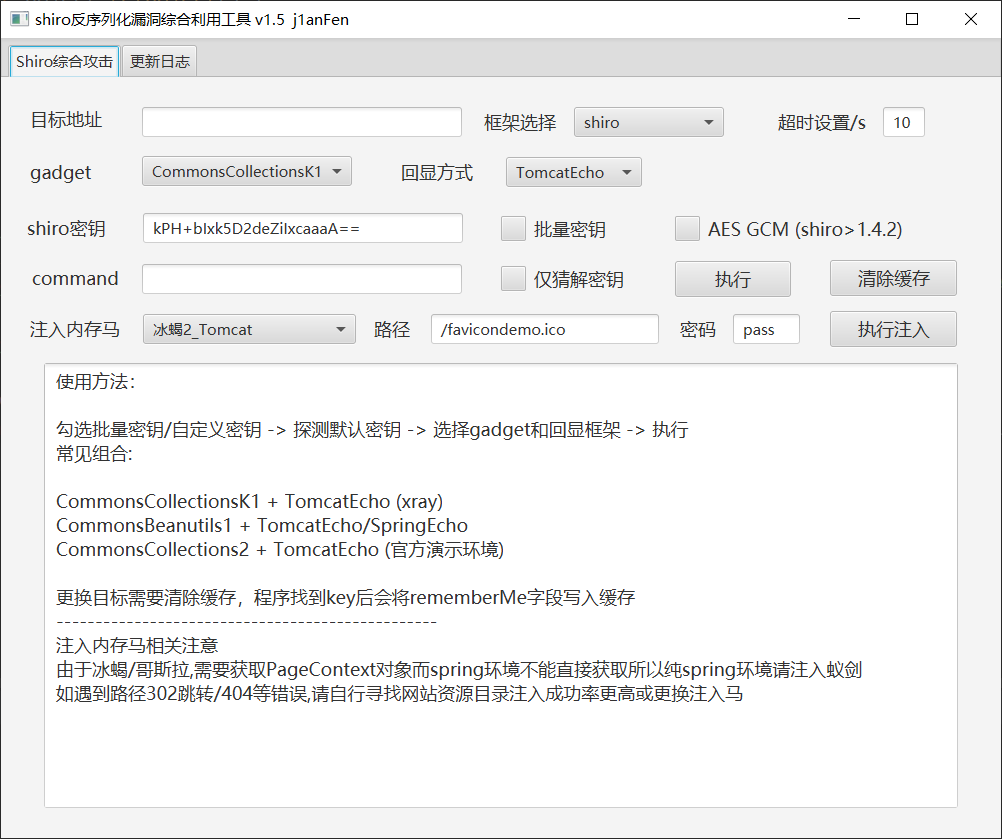 shiro反序列化漏洞综合利用工具 v1.5 j1anFen
Shiro综合攻击 更新日志
目标地址 框架选择 shiro 超时设置/s 10
gadget CommonsCollectionsK1 回显方式 TomcatEcho
shiro密钥 kPH+bIxk5D2deZiIxcaaaA== 批量密钥 AES GCM (shiro>1.4.2)
command 仅猜解密钥 执行 清除缓存
注入内存马 冰蝎2_Tomcat 路径 /favicondemo.ico 密码 pass 执行注入
使用方法：
勾选批量密钥/自定义密钥 -> 探测默认密钥 -> 选择gadget和回显框架 -> 执行
常见组合:
CommonsCollectionsK1 + TomcatEcho (xray)
CommonsBeanutils1 + TomcatEcho/SpringEcho
CommonsCollections2 + TomcatEcho (官方演示环境)
更换目标需要清除缓存，程序找到key后会将rememberMe字段写入缓存
-------------------------------------------------
注入内存马相关注意
由于冰蝎/哥斯拉,需要获取PageContext对象而spring环境不能直接获取所以纯spring环境请注入蚁剑
如遇到路径302跳转/404等错误,请自行寻找网站资源目录注入成功率更高或更换注入马